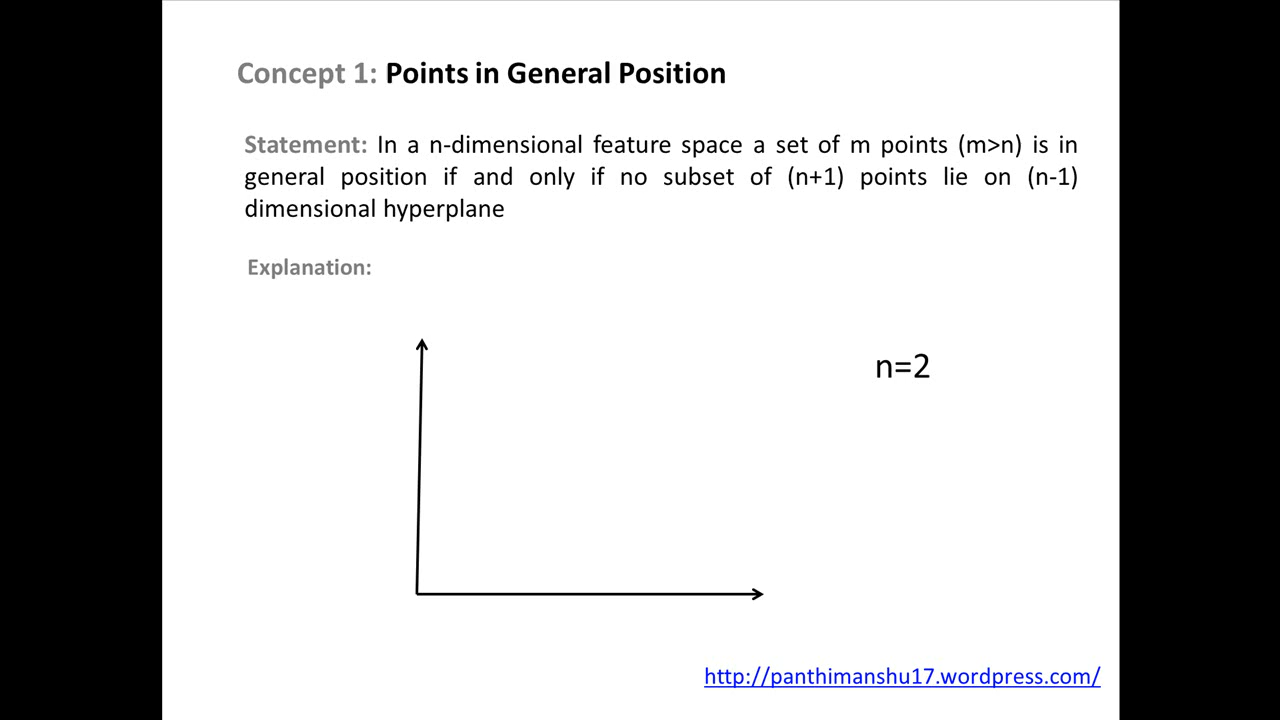 Concept 1: Points in General Position
Statement: In a n-dimensional feature space a set of m points (m>n) is in
general position if and only if no subset of (n+1) points lie on (n-1)
dimensional hyperplane
Explanation:
n=2
http://panthimanshu17.wordpress.com/